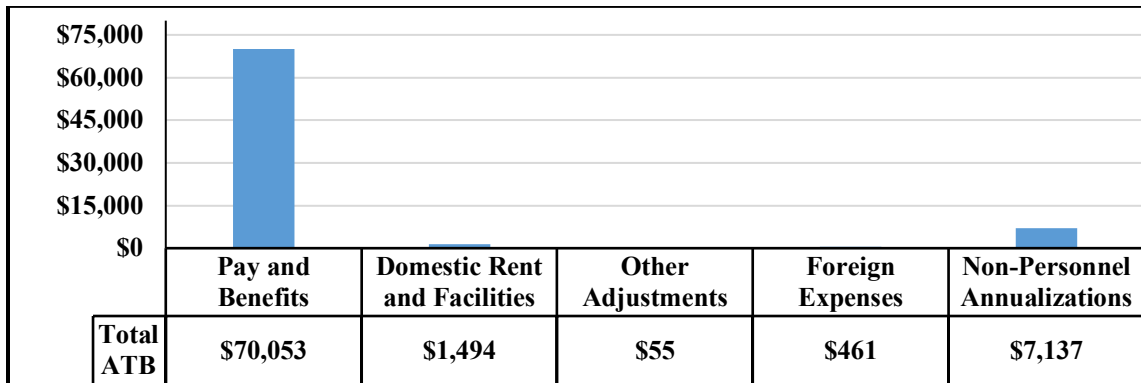 $75,000
$60,000
$45,000
$30,000
$15,000
$0
Pay and Benefits
Domestic Rent and Facilities
Other Adjustments
Foreign Expenses
Non-Personnel Annualizations
Total ATB
$70,053
$1,494
$55
$461
$7,137